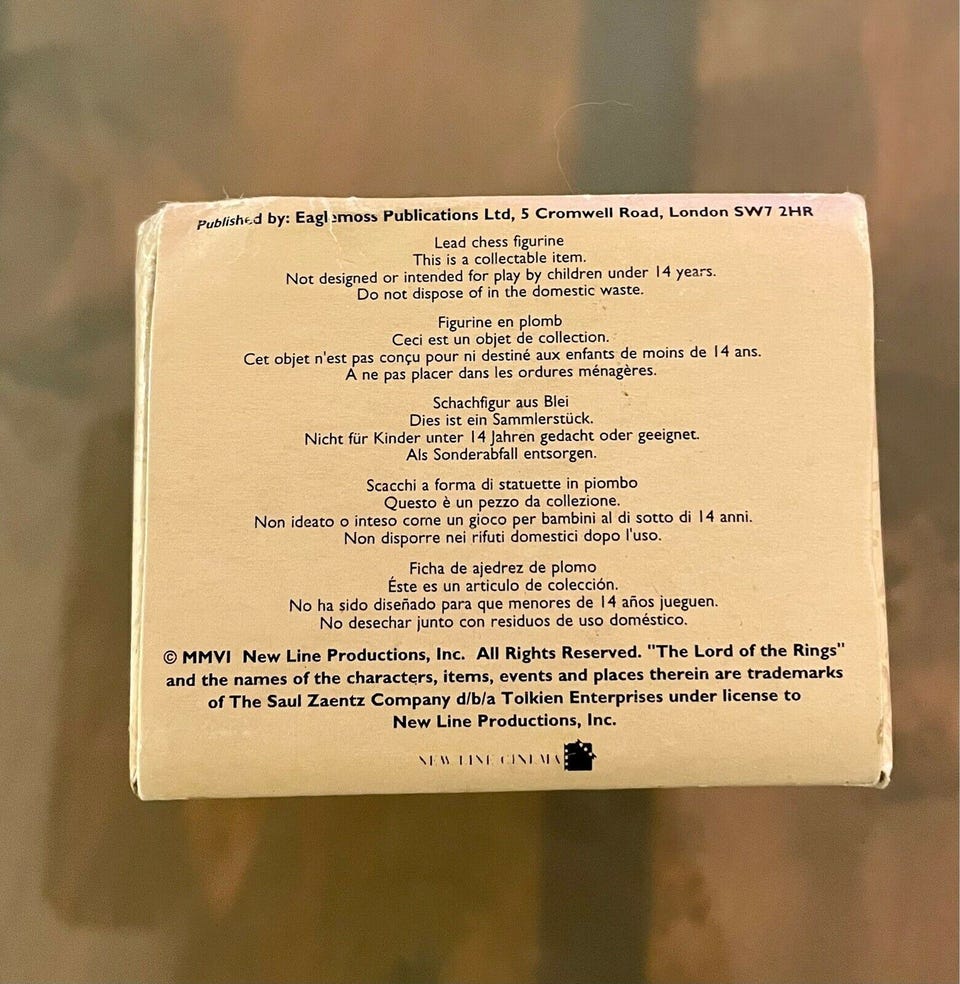 Published by: Eaglemoss Publications Ltd, 5 Cromwell Road, London SW7 2HR
Lead chess figurine
This is a collectable item.
Not designed or intended for play by children under 14 years.
Do not dispose of in the domestic waste.
Figurine en plomb
Ceci est un objet de collection.
Cet objet n'est pas conçu pour ni destiné aux enfants de moins de 14 ans.
A ne pas placer dans les ordures ménagères.
Schachfigur aus Blei
Dies ist ein Sammlerstück.
Nicht für Kinder unter 14 Jahren gedacht oder geeignet.
Als Sonderabfall entsorgen.
Scacchi a forma di statuette in piombo
Questo è un pezzo da collezione.
Non ideato o inteso come un gioco per bambini al di sotto di 14 anni.
Non disporre nei rifiuti domestici dopo l'uso.
Ficha de ajedrez de plomo
Éste es un articulo de colección.
No ha sido diseñado para que menores de 14 años jueguen.
No desechar junto con residuos de uso doméstico.
© MMVI New Line Productions, Inc. All Rights Reserved. "The Lord of the Rings"
and the names of the characters, items, events and places therein are trademarks
of The Saul Zaentz Company d/b/a Tolkien Enterprises under license to
New Line Productions, Inc.
NEW LINE CINEMA